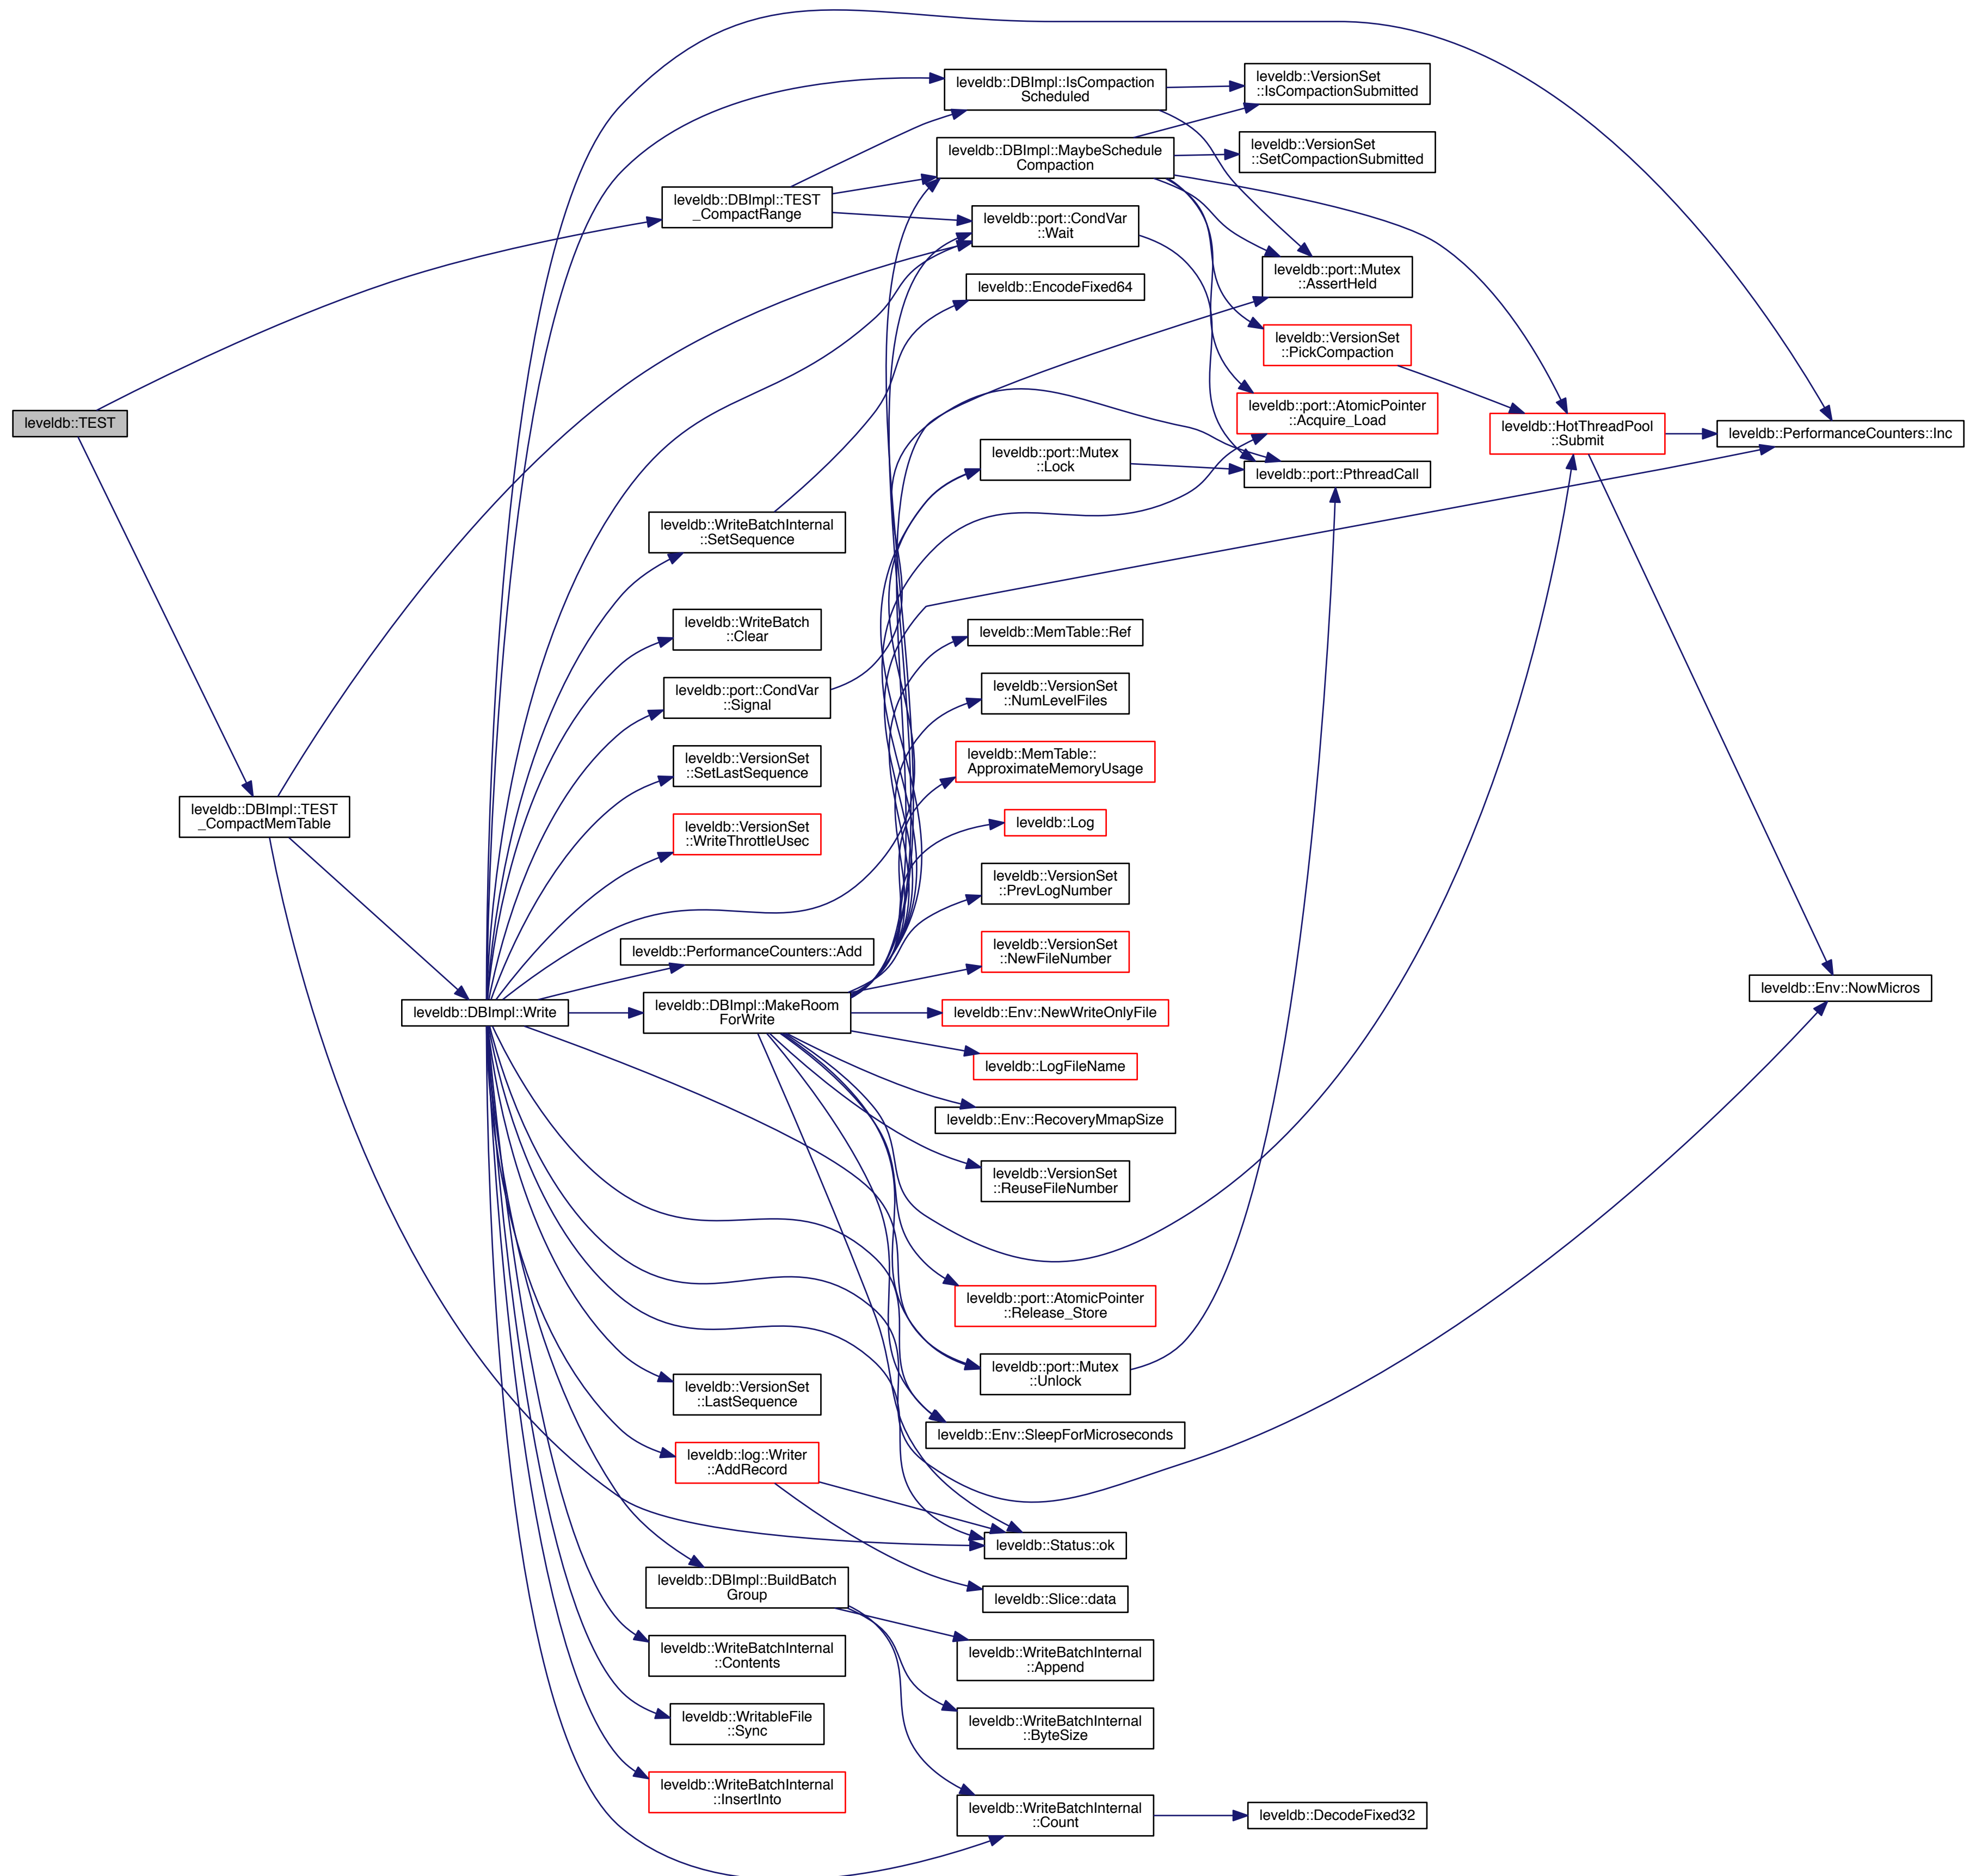 leveldb::TEST
leveldb::DBImpl::TEST
_CompactRange
leveldb::DBImpl::TEST
_CompactMemTable
leveldb::DBImpl::Write
leveldb::DBImpl::IsCompaction
Scheduled
leveldb::DBImpl::MaybeSchedule
Compaction
leveldb::port::CondVar
::Wait
leveldb::EncodeFixed64
leveldb::VersionSet
::IsCompactionSubmitted
leveldb::VersionSet
::SetCompactionSubmitted
leveldb::port::Mutex
::AssertHeld
leveldb::VersionSet
::PickCompaction
leveldb::port::AtomicPointer
::Acquire_Load
leveldb::port::PthreadCall
leveldb::HotThreadPool
::Submit
leveldb::PerformanceCounters::Inc
leveldb::Env::NowMicros
leveldb::port::Mutex
::Lock
leveldb::WriteBatchInternal
::SetSequence
leveldb::WriteBatch
::Clear
leveldb::port::CondVar
::Signal
leveldb::VersionSet
::SetLastSequence
leveldb::VersionSet
::WriteThrottleUsec
leveldb::PerformanceCounters::Add
leveldb::DBImpl::MakeRoom
ForWrite
leveldb::MemTable::Ref
leveldb::VersionSet
::NumLevelFiles
leveldb::MemTable::
ApproximateMemoryUsage
leveldb::Log
leveldb::VersionSet
::PrevLogNumber
leveldb::VersionSet
::NewFileNumber
leveldb::Env::NewWriteOnlyFile
leveldb::LogFileName
leveldb::Env::RecoveryMmapSize
leveldb::VersionSet
::ReuseFileNumber
leveldb::port::AtomicPointer
::Release_Store
leveldb::port::Mutex
::Unlock
leveldb::Env::SleepForMicroseconds
leveldb::VersionSet
::LastSequence
leveldb::log::Writer
::AddRecord
leveldb::Status::ok
leveldb::Slice::data
leveldb::DBImpl::BuildBatch
Group
leveldb::WriteBatchInternal
::Contents
leveldb::WritableFile
::Sync
leveldb::WriteBatchInternal
::InsertInto
leveldb::WriteBatchInternal
::Append
leveldb::WriteBatchInternal
::ByteSize
leveldb::WriteBatchInternal
::Count
leveldb::DecodeFixed32